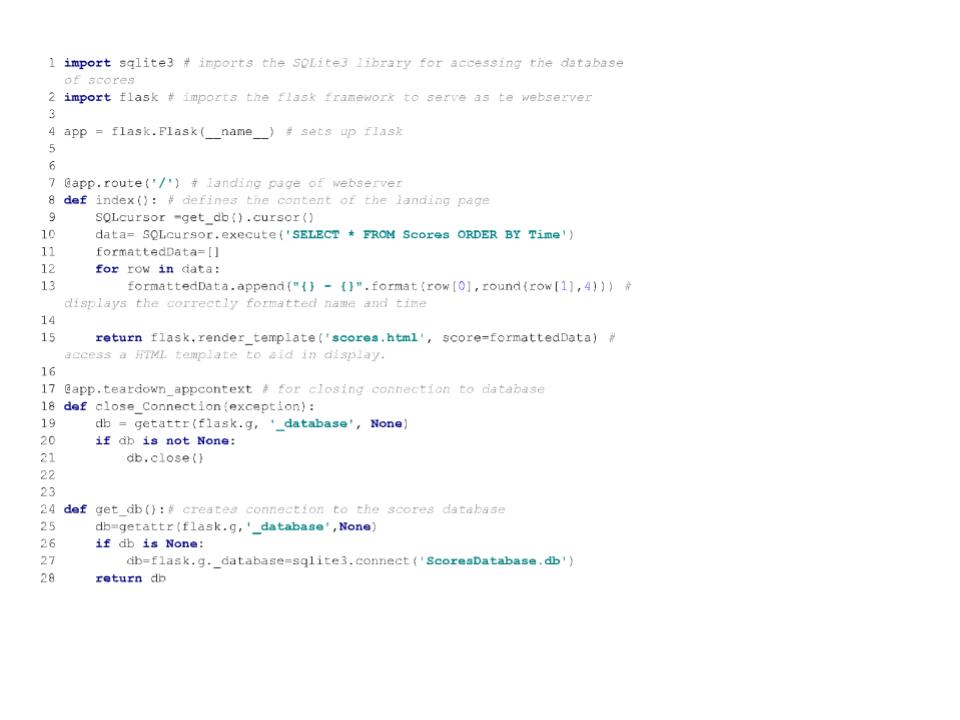 1 import sqlite3 # imports the SQLite3 library for accessing the database
of scores
2 import flask # imports the flask framework to serve as te webserver
3
4 app = flask.Flask(__name__) # sets up flask
5
6
7 @app.route('/') # landing page of webserver
8 def index(): # defines the content of the landing page
9     SQLcursor =get_db().cursor()
10     data= SQLcursor.execute('SELECT * FROM Scores ORDER BY Time')
11     formattedData=[]
12     for row in data:
13         formattedData.append("{} - {}".format(row[0],round(row[1],4))) #
displays the correctly formatted name and time
14
15     return flask.render_template('scores.html', score=formattedData) #
access a HTML template to aid in display.
16
17 @app.teardown_appcontext # for closing connection to database
18 def close_Connection(exception):
19     db = getattr(flask.g, '_database', None)
20     if db is not None:
21         db.close()
22
23
24 def get_db():# creates connection to the scores database
25     db=getattr(flask.g,'_database',None)
26     if db is None:
27         db=flask.g._database=sqlite3.connect('ScoresDatabase.db')
28     return db